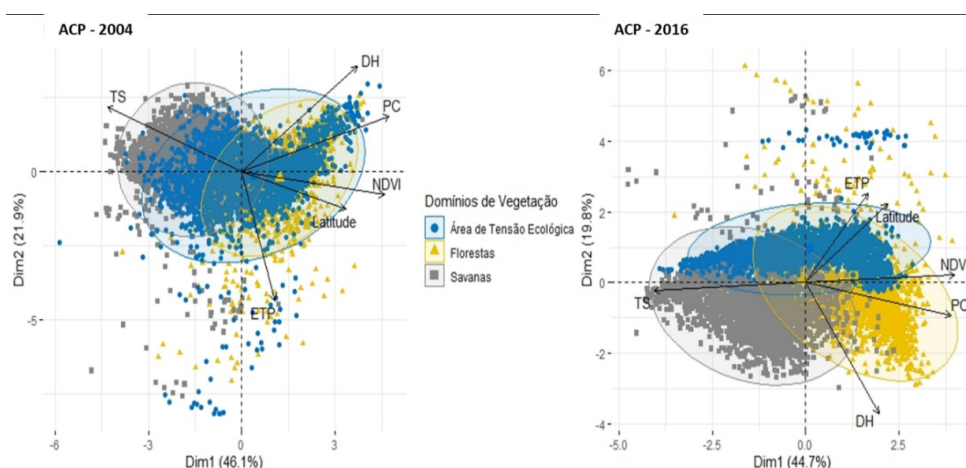 ACP - 2004
DH
TS
PC
NDVI
Latitude
ETP
0
-5
Dim2 (21.9%)
-6
-3
0
3
Dim1 (46.1%)
Domínios de Vegetação
Área de Tensão Ecológica
Florestas
Savanas
ACP - 2016
6
4
2
0
-2
-4
Dim2 (19.8%)
ETP
Latitude
NDV
TS
PC
DH
-5.0
-2.5
0.0
2.5
Dim1 (44.7%)